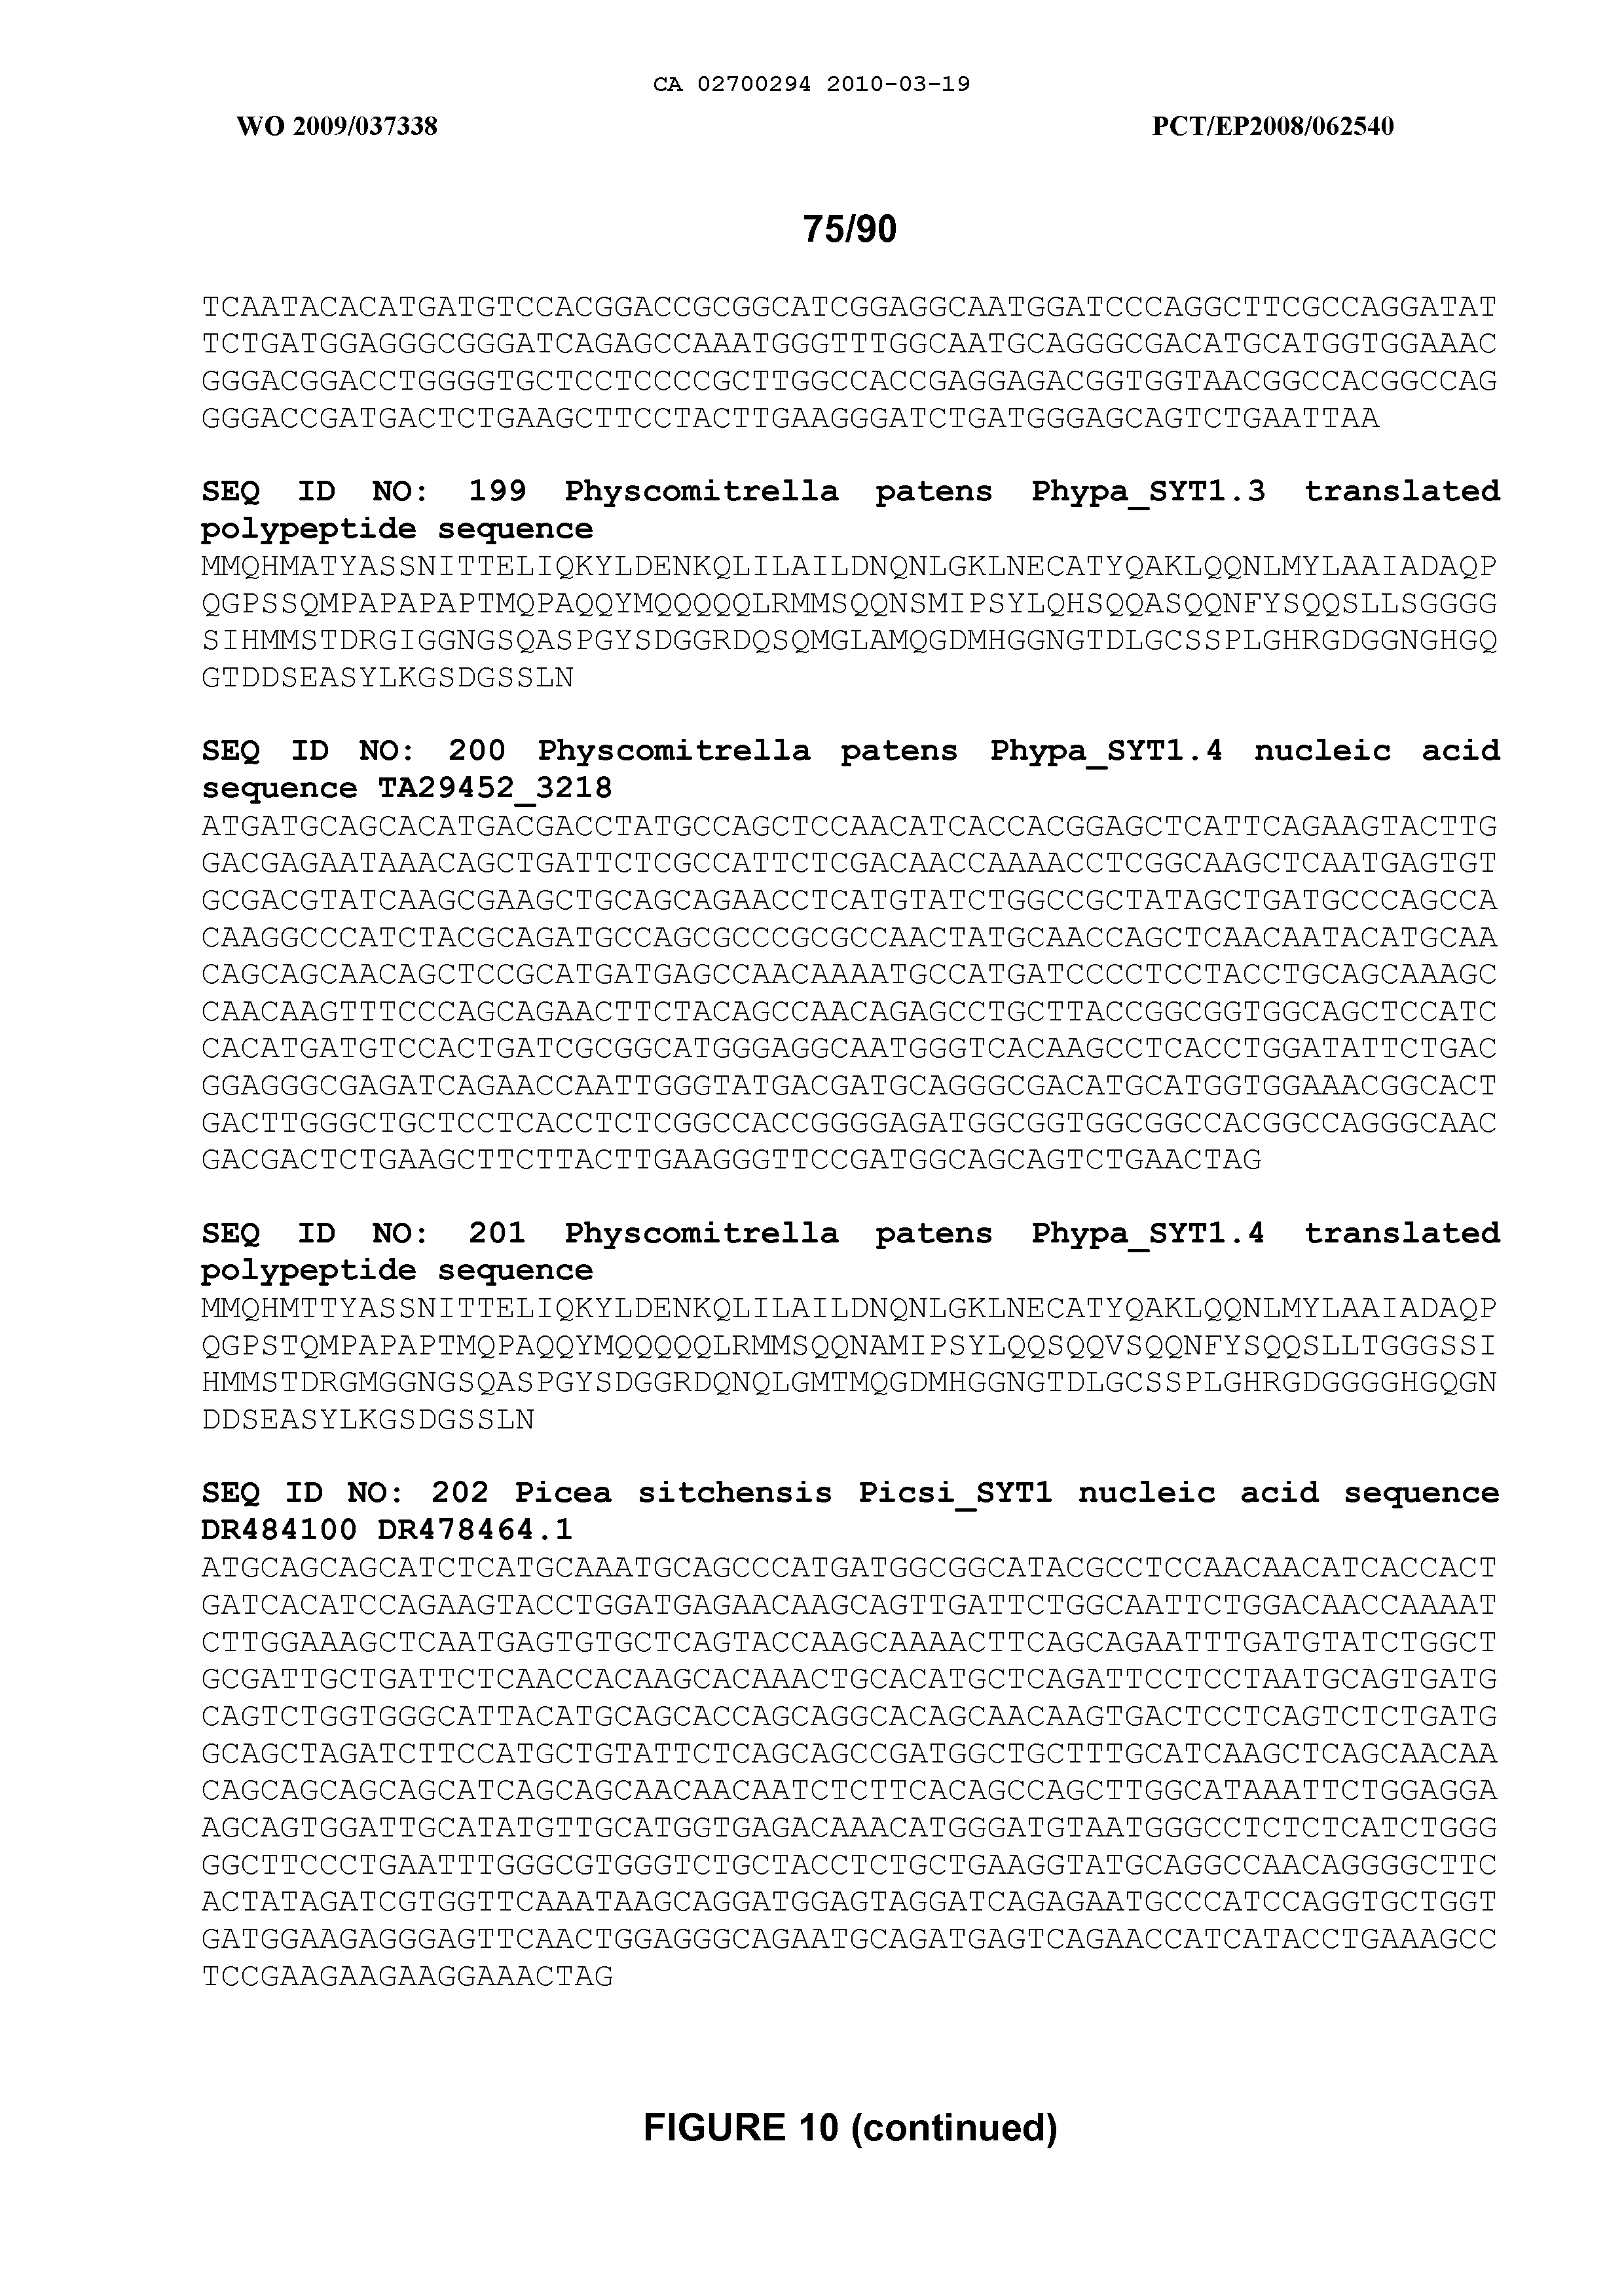 CA 02700294 2010-03-19
WO 2009/037338 PCT/EP2008/062540
75/90
TCAATACACATGATGTCCACGGACCGCGGCATCGGAGGCAATGGATCCCAGGCTTCGCCAGGATAT
TCTGATGGAGGGCGGGATCAGAGCCAAATGGGTTTGGCAATGCAGGGCGACATGCATGGTGGAAAC
GGGACGGACCTGGGGTGCTCCTCCCCGCTTGGCCACCGAGGAGACGGTGGTAACGGCCACGGCCAG
GGGACCGATGACTCTGAAGCTTCCTACTTGAAGGGATCTGATGGGAGCAGTCTGAATTAA
SEQ ID NO: 199 Physcomitrella patens Phypa_SYT1.3 translated
polypeptide sequence
MMQHMATYASSNITTELIQKYLDENKQLILAILDNQNLGKLNECATYQAKLQQNLMYLAAIADAQP
QGPSSQMPAPAPAPTMQPAQQYMQQQQQLRMMSQQNSMIPSYLQHSQQASQQNFYSQQSLLSGGGG
SIHMMSTDRGIGGNGSQASPGYSDGGRDQSQMGLAMQGDMHGGNGTDLGCSSPLGHRGDGGNGHGQ
GTDDSEASYLKGSDGSSLN
SEQ ID NO: 200 Physcomitrella patens Phypa_SYT1.4 nucleic acid
sequence TA29452_3218
ATGATGCAGCACATGACGACCTATGCCAGCTCCAACATCACCACGGAGCTCATTCAGAAGTACTTG
GACGAGAATAAACAGCTGATTCTCGCCATTCTCGACAACCAAAACCTCGGCAAGCTCAATGAGTGT
GCGACGTATCAAGCGAAGCTGCAGCAGAACCTCATGTATCTGGCCGCTATAGCTGATGCCCAGCCA
CAAGGCCCATCTACGCAGATGCCAGCGCCCGCGCCAACTATGCAACCAGCTCAACAATACATGCAA
CAGCAGCAACAGCTCCGCATGATGAGCCAACAAAATGCCATGATCCCCTCCTACCTGCAGCAAAGC
CAACAAGTTTCCCAGCAGAACTTCTACAGCCAACAGAGCCTGCTTACCGGCGGTGGCAGCTCCATC
CACATGATGTCCACTGATCGCGGCATGGGAGGCAATGGGTCACAAGCCTCACCTGGATATTCTGAC
GGAGGGCGAGATCAGAACCAATTGGGTATGACGATGCAGGGCGACATGCATGGTGGAAACGGCACT
GACTTGGGCTGCTCCTCACCTCTCGGCCACCGGGGAGATGGCGGTGGCGGCCACGGCCAGGGCAAC
GACGACTCTGAAGCTTCTTACTTGAAGGGTTCCGATGGCAGCAGTCTGAACTAG
SEQ ID NO: 201 Physcomitrella patens Phypa_SYT1.4 translated
polypeptide sequence
MMQHMTTYASSNITTELIQKYLDENKQLILAILDNQNLGKLNECATYQAKLQQNLMYLAAIADAQP
QGPSTQMPAPAPTMQPAQQYMQQQQQLRMMSQQNAMIPSYLQQSQQVSQQNFYSQQSLLTGGGSSI
HMMSTDRGMGGNGSQASPGYSDGGRDQNQLGMTMQGDMHGGNGTDLGCSSPLGHRGDGGGGHGQGN
DDSEASYLKGSDGSSLN
SEQ ID NO: 202 Picea sitchensis Picsi_SYT1 nucleic acid sequence
DR484100 DR478464.1
ATGCAGCAGCATCTCATGCAAATGCAGCCCATGATGGCGGCATACGCCTCCAACAACATCACCACT
GATCACATCCAGAAGTACCTGGATGAGAACAAGCAGTTGATTCTGGCAATTCTGGACAACCAAAAT
CTTGGAAAGCTCAATGAGTGTGCTCAGTACCAAGCAAAACTTCAGCAGAATTTGATGTATCTGGCT
GCGATTGCTGATTCTCAACCACAAGCACAAACTGCACATGCTCAGATTCCTCCTAATGCAGTGATG
CAGTCTGGTGGGCATTACATGCAGCACCAGCAGGCACAGCAACAAGTGACTCCTCAGTCTCTGATG
GCAGCTAGATCTTCCATGCTGTATTCTCAGCAGCCGATGGCTGCTTTGCATCAAGCTCAGCAACAA
CAGCAGCAGCAGCATCAGCAGCAACAACAATCTCTTCACAGCCAGCTTGGCATAAATTCTGGAGGA
AGCAGTGGATTGCATATGTTGCATGGTGAGACAAACATGGGATGTAATGGGCCTCTCTCATCTGGG
GGCTTCCCTGAATTTGGGCGTGGGTCTGCTACCTCTGCTGAAGGTATGCAGGCCAACAGGGGCTTC
ACTATAGATCGTGGTTCAAATAAGCAGGATGGAGTAGGATCAGAGAATGCCCATCCAGGTGCTGGT
GATGGAAGAGGGAGTTCAACTGGAGGGCAGAATGCAGATGAGTCAGAACCATCATACCTGAAAGCC
TCCGAAGAAGAAGGAAACTAG
FIGURE 10 (continued)